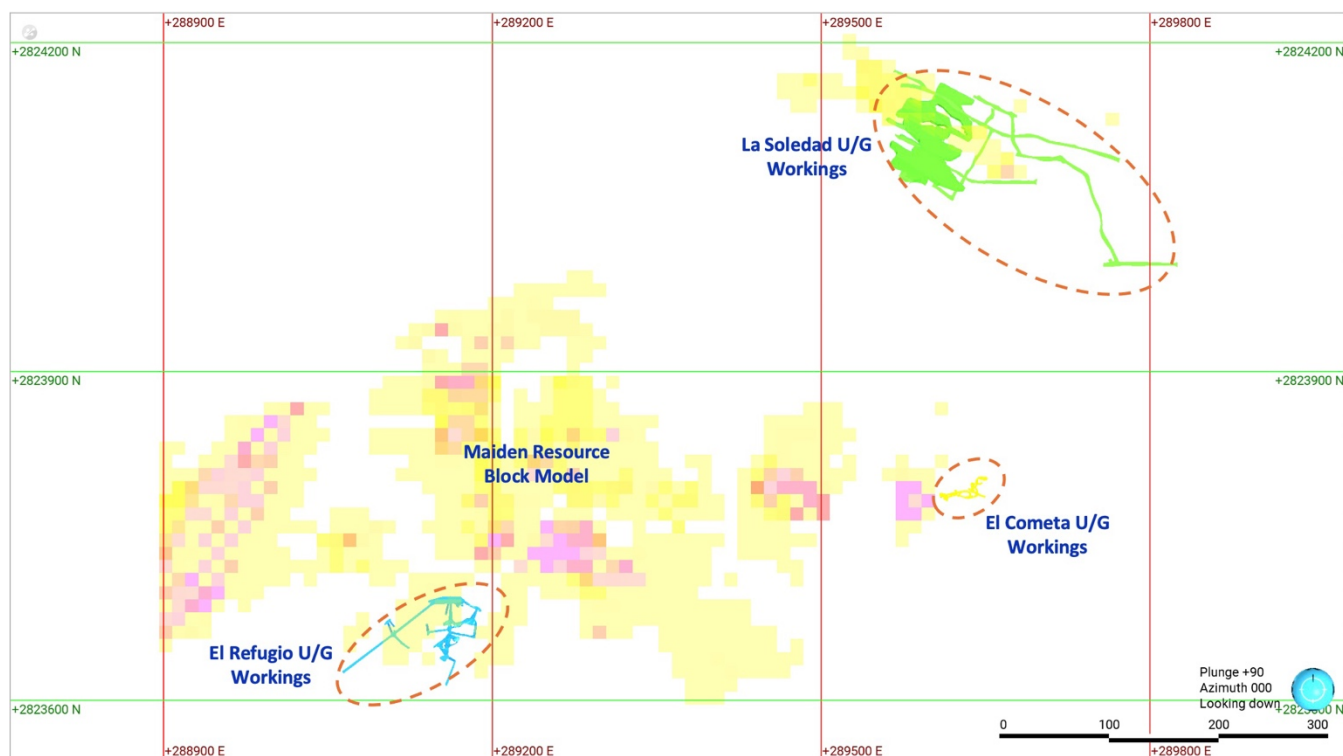 +288900 E
+289200 E
+289500 E
+289800 E
+2824200 N
+2824200 N
La Soledad U/G
Workings
+2823900 N
+2823900 N
Maiden Resource
Block Model
El Cometa U/G
Workings
El Refugio U/G
Workings
Plunge +90
Azimuth 000
Looking down
+2823600 N
0
100
200
300
+288900 E
+289200 E
+289500 E
+289800 E